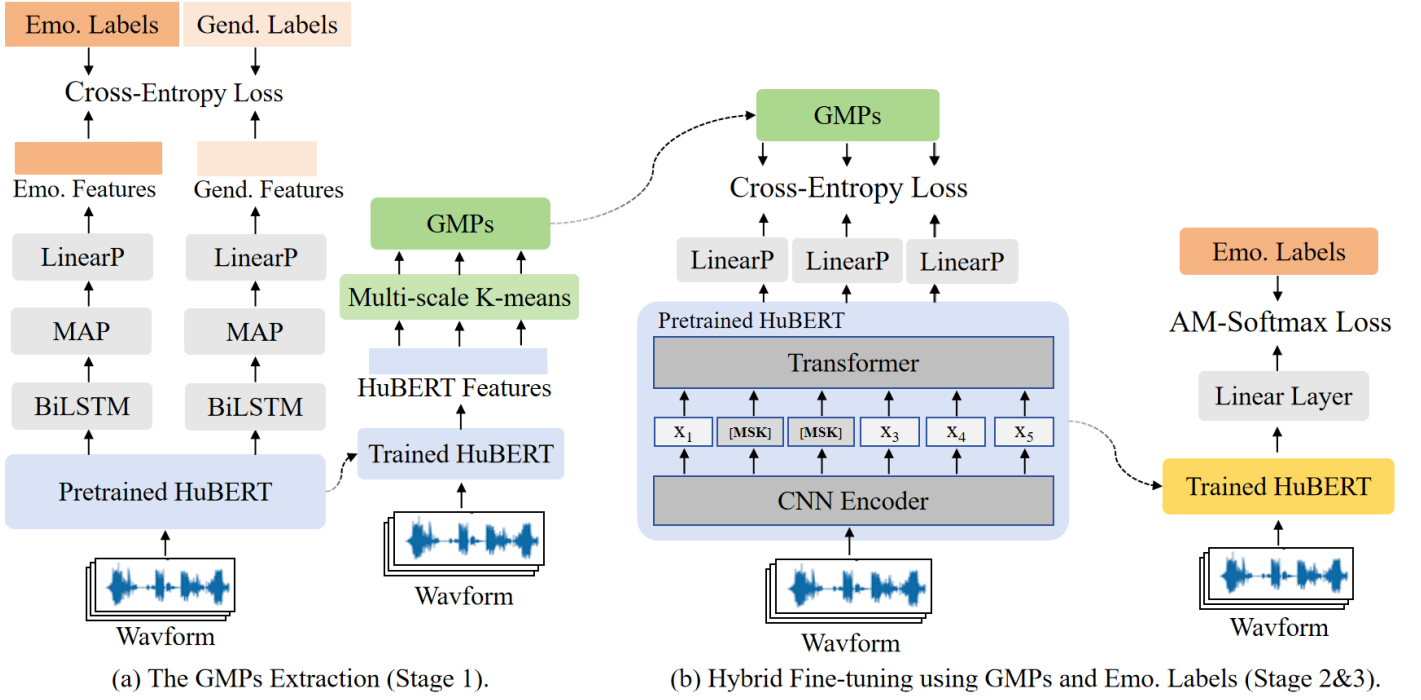 Emo. Labels
Gend. Labels
Cross-Entropy Loss
Emo. Features
Gend. Features
LinearP
LinearP
MAP
MAP
BiLSTM
BiLSTM
Pretrained HuBERT
Wavform
GMPs
Multi-scale K-means
HuBERT Features
Trained HuBERT
Wavform
(a) The GMPs Extraction (Stage 1).
GMPs
Cross-Entropy Loss
LinearP
LinearP
LinearP
Pretrained HuBERT
Transformer
x1 [MSK] [MSK] x3 x4 x5
CNN Encoder
Wavform
Emo. Labels
AM-Softmax Loss
Linear Layer
Trained HuBERT
Wavform
(b) Hybrid Fine-tuning using GMPs and Emo. Labels (Stage 2&3).